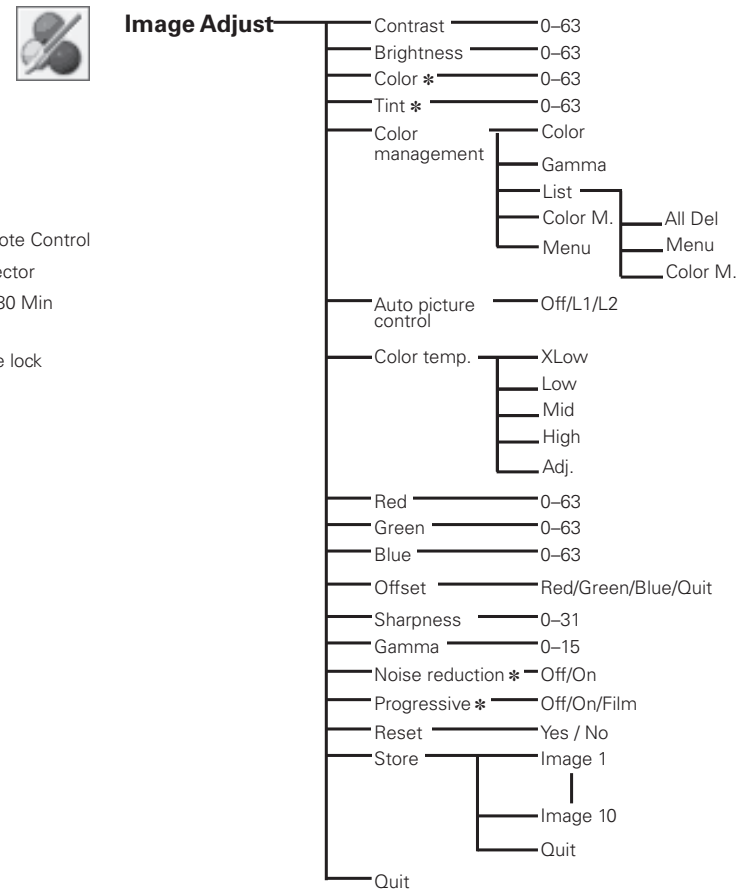 Image Adjust
Contrast 0–63
Brightness 0–63
Color ✻ 0–63
Tint ✻ 0–63
Color management
Color
Gamma
List
All Del
Menu
Color M.
Color M.
Menu
ote Control
ector
30 Min
e lock
Auto picture control
Off/L1/L2
Color temp.
XLow
Low
Mid
High
Adj.
Red 0–63
Green 0–63
Blue 0–63
Offset Red/Green/Blue/Quit
Sharpness 0–31
Gamma 0–15
Noise reduction ✻ Off/On
Progressive ✻ Off/On/Film
Reset Yes / No
Store
Image 1
Image 10
Quit
Quit